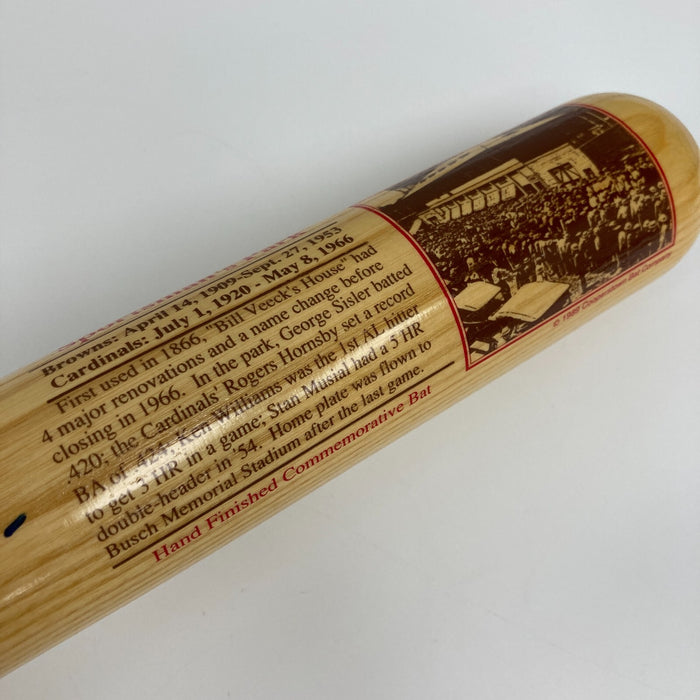 Sportsman's Park
Browns: April 14, 1909-Sept. 27, 1953
Cardinals: July 1, 1920 - May 8, 1966
First used in 1866, "Bill Veeck's House" had
4 major renovations and a name change before
closing in 1966. In the park, George Sisler batted
.420; the Cardinals' Rogers Hornsby set a record
BA of .424; Ken Williams was the 1st AL hitter
to get 3 HR in a game; Stan Musial had a 5 HR
double-header in '54. Home plate was flown to
Busch Memorial Stadium after the last game.
Hand Finished Commemorative Bat
© 1989 Cooperstown Bat Company